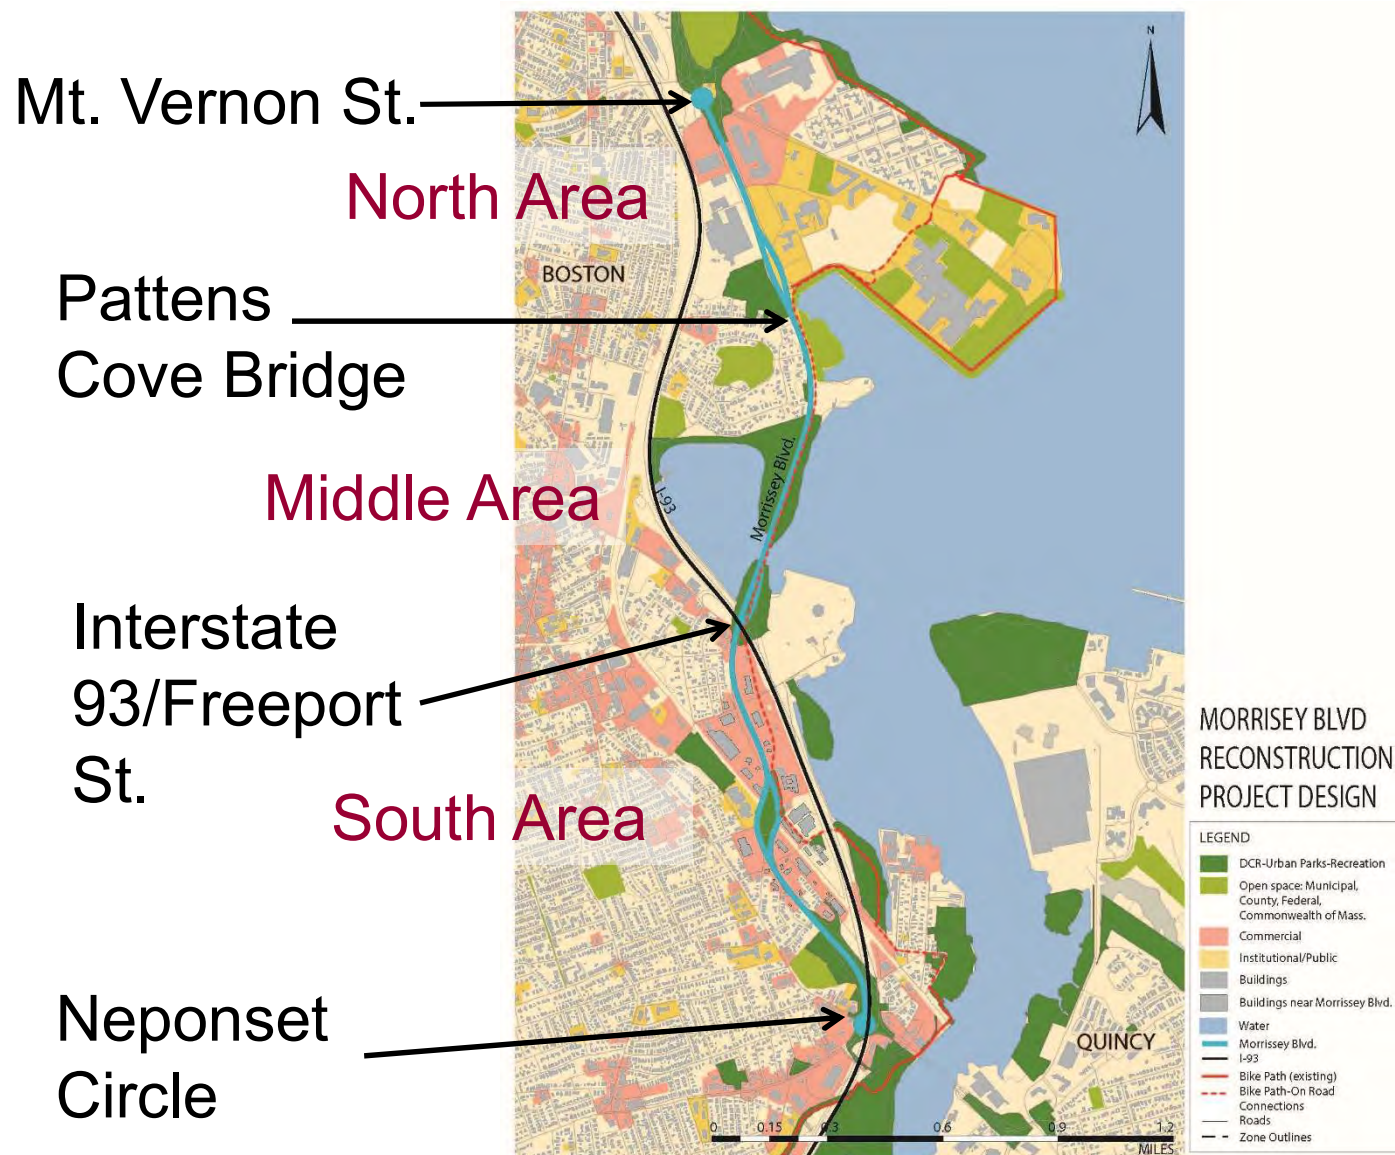 Mt. Vernon St.
North Area
N
BOSTON
Pattens
Cove Bridge
Middle Area
I-93
Morrissey Blvd.
Interstate
93/Freeport
St.
South Area
Neponset
Circle
QUINCY
0 0.15 0.3 0.6 0.9 1.2
MILES
MORRISEY BLVD
RECONSTRUCTION
PROJECT DESIGN
LEGEND
DCR-Urban Parks-Recreation
Open space: Municipal,
County, Federal,
Commonwealth of Mass.
Commercial
Institutional/Public
Buildings
Buildings near Morrissey Blvd.
Water
Morrissey Blvd.
I-93
Bike Path (existing)
Bike Path-On Road
Connections
Roads
Zone Outlines